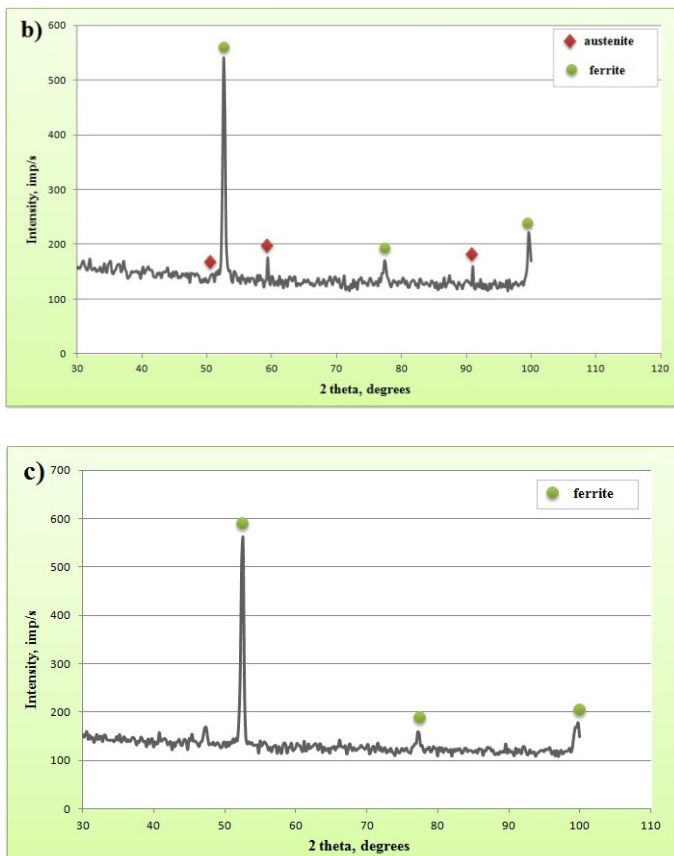 b)
austenite
ferrite
600
500
400
300
200
100
0
Intensity, imp/s
30 40 50 60 70 80 90 100 110 120
2 theta, degrees
c)
ferrite
700
600
500
400
300
200
100
0
Intensity, imp/s
30 40 50 60 70 80 90 100 110
2 theta, degrees